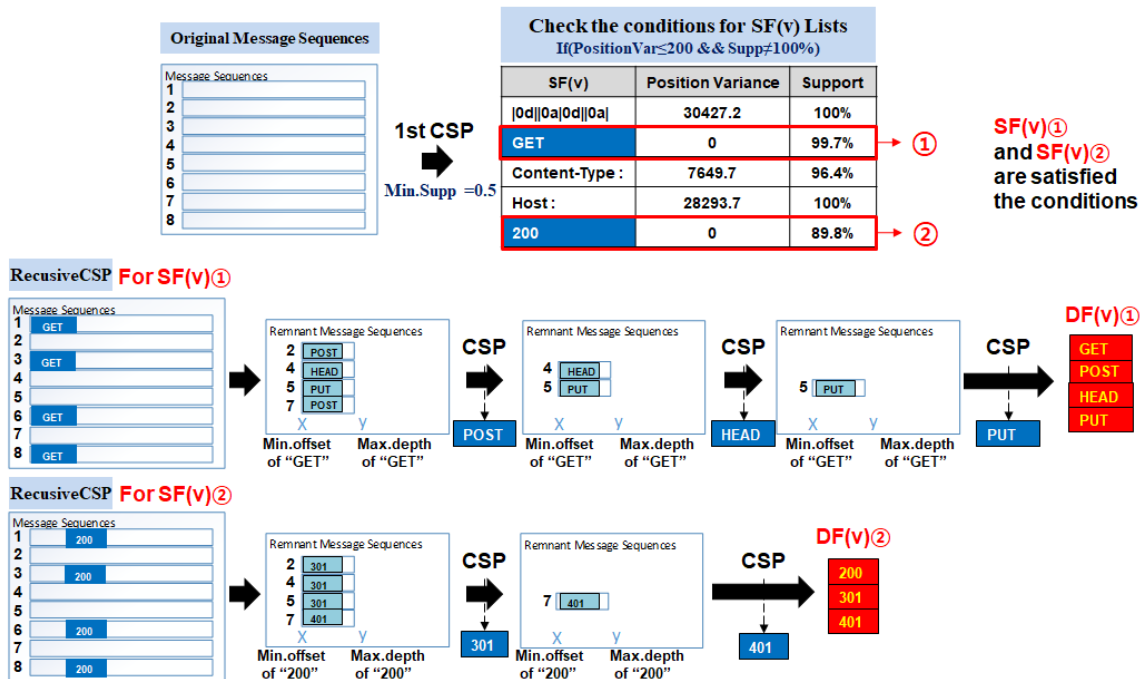 Original Message Sequences
Message Sequences
1
2
3
4
5
6
7
8
1st CSP
Min.Supp =0.5
Check the conditions for SF(v) Lists
If(PositionVar≤200 && Supp≠100%)
SF(v) Position Variance Support
|0d||0a|0d||0a| 30427.2 100%
GET 0 99.7%
Content-Type : 7649.7 96.4%
Host : 28293.7 100%
200 0 89.8%
①
②
SF(v)①
and SF(v)②
are satisfied
the conditions
RecusiveCSP For SF(v)①
Message Sequences
1 GET
2
3 GET
4
5
6 GET
7
8 GET
Remnant Message Sequences
2 POST
4 HEAD
5 PUT
7 POST
X y
Min.offset Max.depth
of “GET” of “GET”
CSP
POST
Remnant Message Sequences
4 HEAD
5 PUT
X y
Min.offset Max.depth
of “GET” of “GET”
CSP
HEAD
Remnant Message Sequences
5 PUT
X y
Min.offset Max.depth
of “GET” of “GET”
CSP
PUT
DF(v)①
GET
POST
HEAD
PUT
RecusiveCSP For SF(v)②
Message Sequences
1 200
2
3 200
4
5
6 200
7
8 200
Remnant Message Sequences
2 301
4 301
5 301
7 401
X y
Min.offset Max.depth
of “200” of “200”
CSP
301
Remnant Message Sequences
7 401
X y
Min.offset Max.depth
of “200” of “200”
CSP
401
DF(v)②
200
301
401